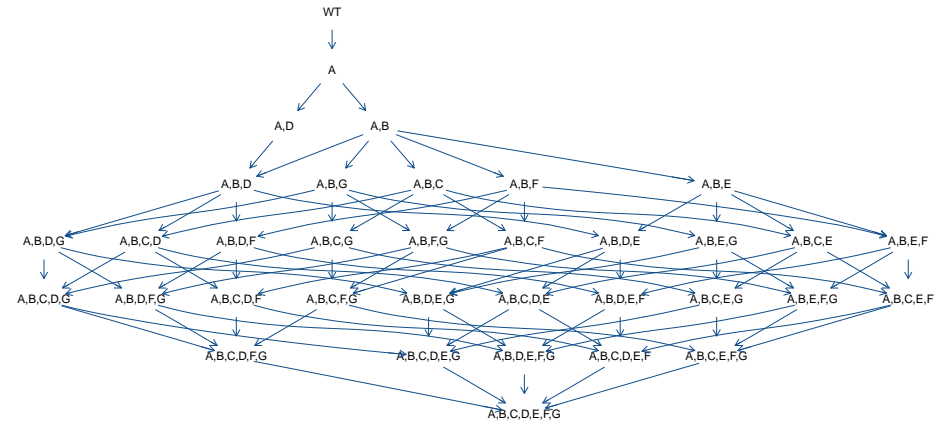 WT
A
A,D A,B
A,B,D A,B,G A,B,C A,B,F A,B,E
A,B,D,G A,B,C,D A,B,D,F A,B,C,G A,B,F,G A,B,C,F A,B,D,E A,B,E,G A,B,C,E A,B,E,F
A,B,C,D,G A,B,D,F,G A,B,C,D,F A,B,C,F,G A,B,D,E,G A,B,C,D,E A,B,D,E,F A,B,C,E,G A,B,E,F,G A,B,C,E,F
A,B,C,D,F,G A,B,C,D,E,G A,B,D,E,F,G A,B,C,D,E,F A,B,C,E,F,G
A,B,C,D,E,F,G